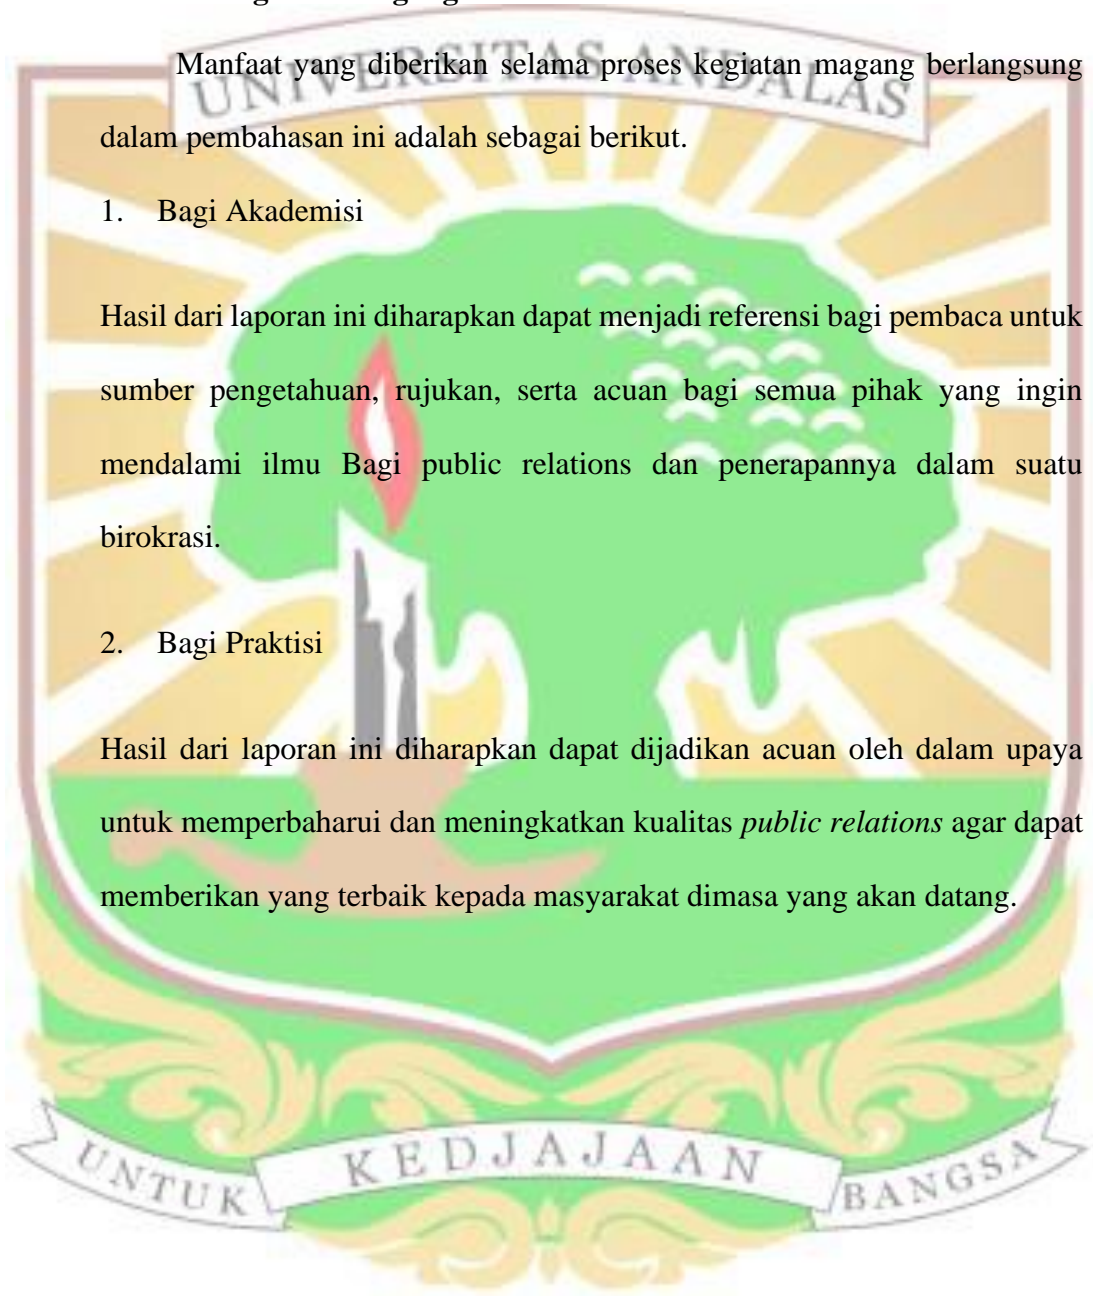 UNIVERSITAS ANDALAS
Manfaat yang diberikan selama proses kegiatan magang berlangsung
dalam pembahasan ini adalah sebagai berikut.
1. Bagi Akademisi
Hasil dari laporan ini diharapkan dapat menjadi referensi bagi pembaca untuk
sumber pengetahuan, rujukan, serta acuan bagi semua pihak yang ingin
mendalami ilmu Bagi public relations dan penerapannya dalam suatu
birokrasi.
2. Bagi Praktisi
Hasil dari laporan ini diharapkan dapat dijadikan acuan oleh dalam upaya
untuk memperbaharui dan meningkatkan kualitas public relations agar dapat
memberikan yang terbaik kepada masyarakat dimasa yang akan datang.
UNTUK KEDJAJAAN BANGSA